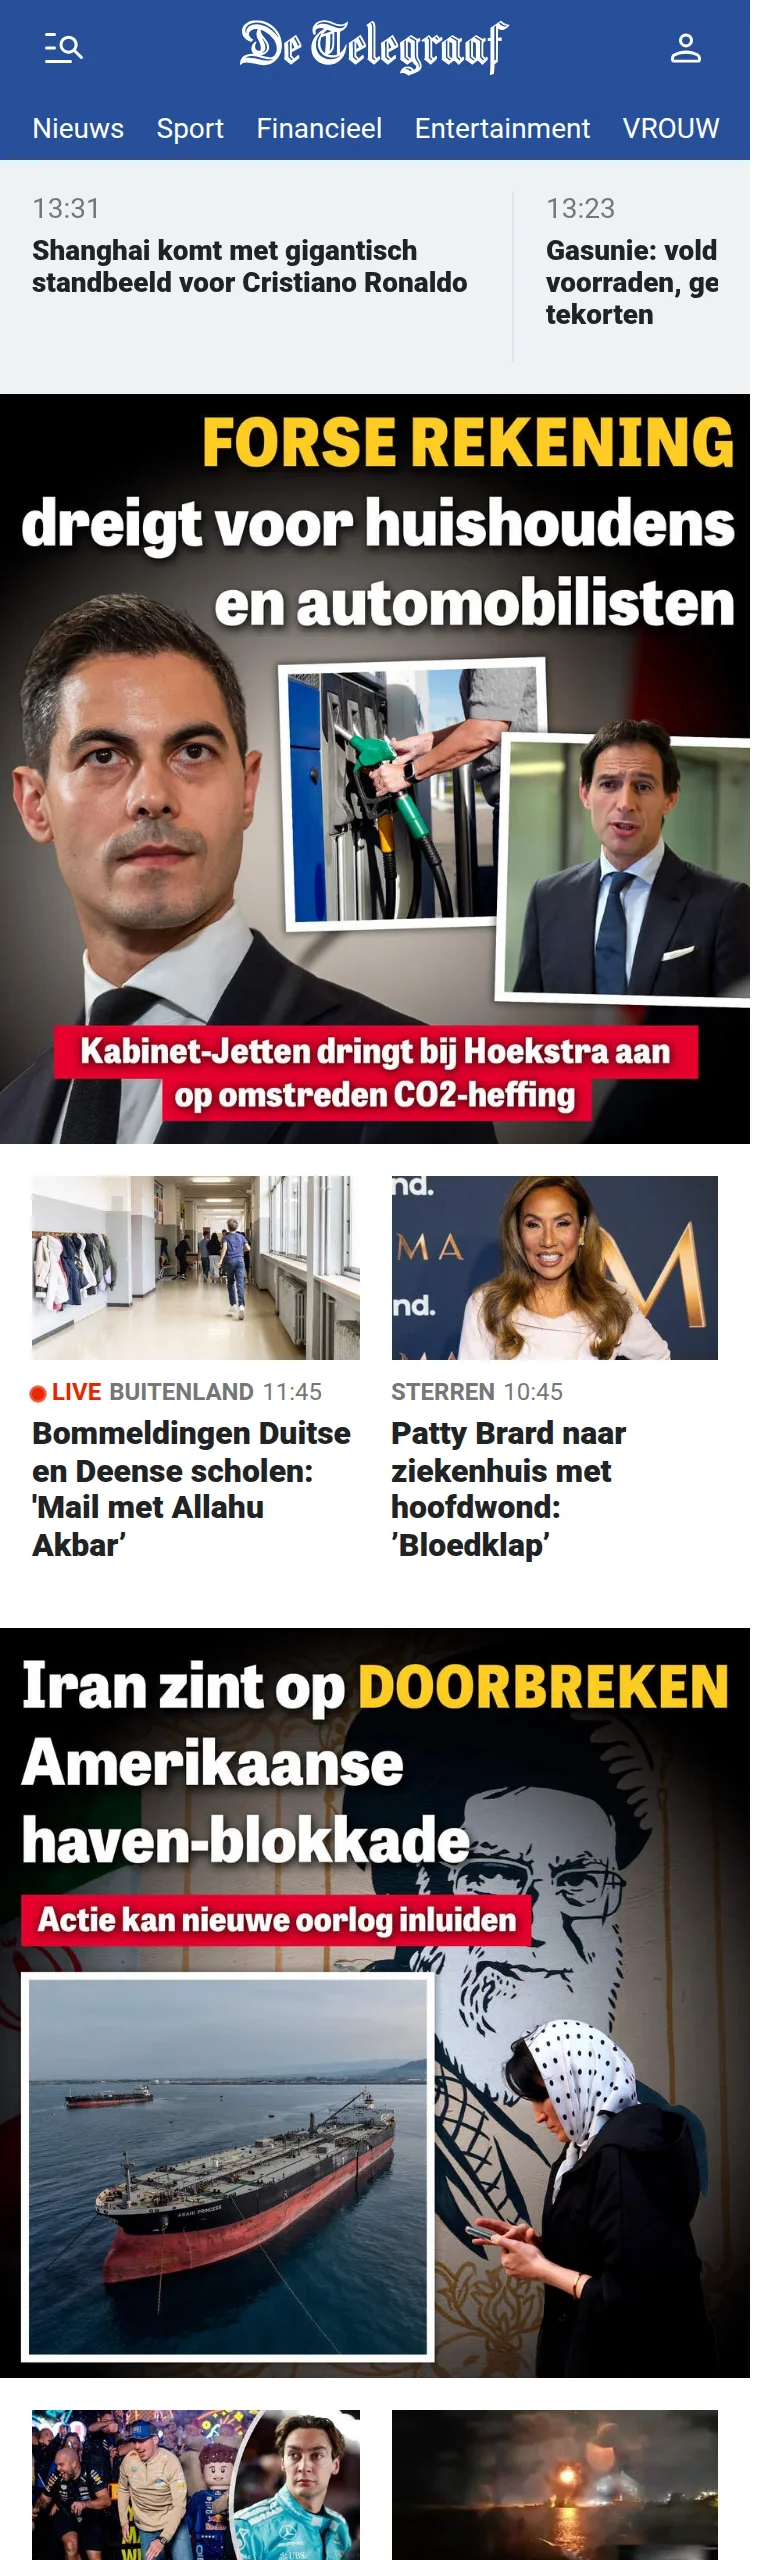 De Telegraaf
Nieuws Sport Financieel Entertainment VROUW
13:31
Shanghai komt met gigantisch
standbeeld voor Cristiano Ronaldo
13:23
Gasunie: vold
voorraden, ge
tekorten
FORSE REKENING
dreigt voor huishoudens
en automobilisten
Kabinet-Jetten dringt bij Hoekstra aan
op omstreden CO2-heffing
nd.
MA
M
nd.
LIVE BUITENLAND 11:45
Bommeldingen Duitse
en Deense scholen:
'Mail met Allahu
Akbar’
STERREN 10:45
Patty Brard naar
ziekenhuis met
hoofdwond:
’Bloedklap’
Iran zint op DOORBREKEN
Amerikaanse
haven-blokkade
Actie kan nieuwe oorlog inluiden